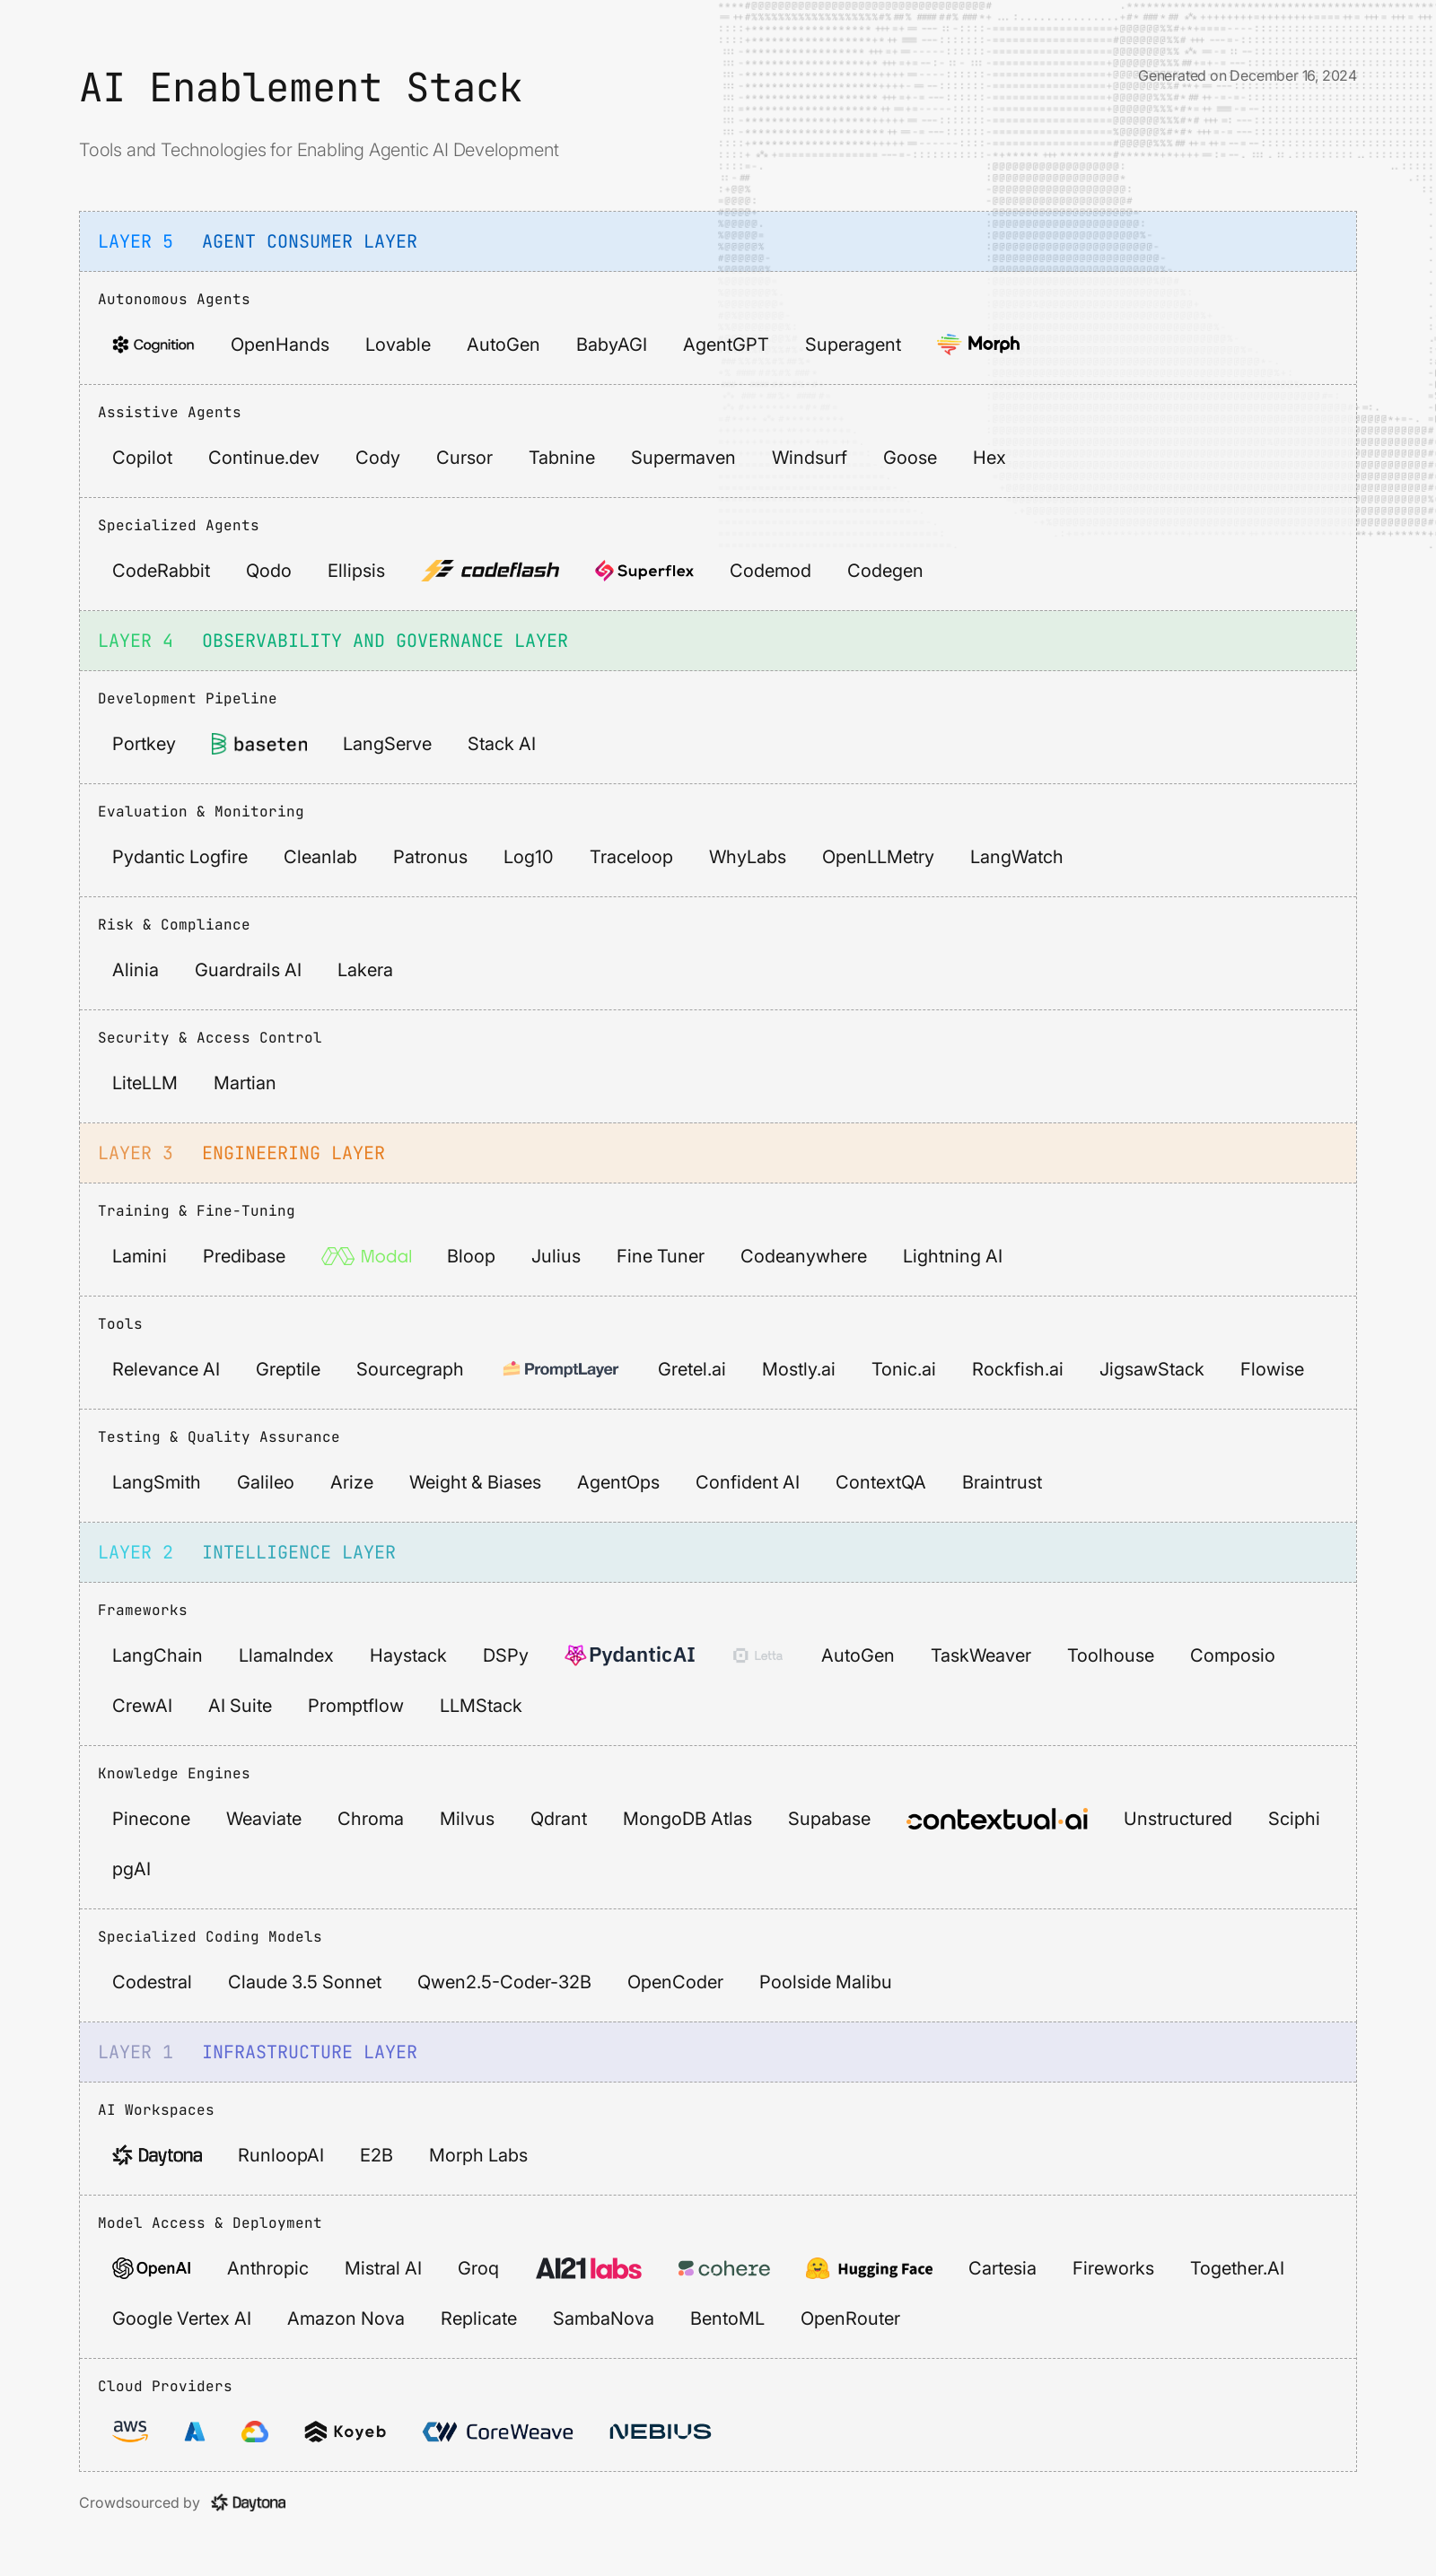 AI Enablement Stack
Generated on December 16, 2024
Tools and Technologies for Enabling Agentic AI Development
LAYER 5 AGENT CONSUMER LAYER
Autonomous Agents
Cognition OpenHands Lovable AutoGen BabyAGI AgentGPT Superagent Morph
Assistive Agents
Copilot Continue.dev Cody Cursor Tabnine Supermaven Windsurf Goose Hex
Specialized Agents
CodeRabbit Qodo Ellipsis codeflash Superflex Codemod Codegen
LAYER 4 OBSERVABILITY AND GOVERNANCE LAYER
Development Pipeline
Portkey baseten LangServe Stack AI
Evaluation & Monitoring
Pydantic Logfire Cleanlab Patronus Log10 Traceloop WhyLabs OpenLLMetry LangWatch
Risk & Compliance
Alinia Guardrails AI Lakera
Security & Access Control
LiteLLM Martian
LAYER 3 ENGINEERING LAYER
Training & Fine-Tuning
Lamini Predibase Modal Bloop Julius Fine Tuner Codeanywhere Lightning AI
Tools
Relevance AI Greptile Sourcegraph PromptLayer Gretel.ai Mostly.ai Tonic.ai Rockfish.ai JigsawStack Flowise
Testing & Quality Assurance
LangSmith Galileo Arize Weight & Biases AgentOps Confident AI ContextQA Braintrust
LAYER 2 INTELLIGENCE LAYER
Frameworks
LangChain LlamaIndex Haystack DSPy PydanticAI Letta AutoGen TaskWeaver Toolhouse Composio
CrewAI AI Suite Promptflow LLMStack
Knowledge Engines
Pinecone Weaviate Chroma Milvus Qdrant MongoDB Atlas Supabase contextual.ai Unstructured Sciphi
pgAI
Specialized Coding Models
Codestral Claude 3.5 Sonnet Qwen2.5-Coder-32B OpenCoder Poolside Malibu
LAYER 1 INFRASTRUCTURE LAYER
AI Workspaces
Daytona RunloopAI E2B Morph Labs
Model Access & Deployment
OpenAI Anthropic Mistral AI Groq AI21labs cohere Hugging Face Cartesia Fireworks Together.AI
Google Vertex AI Amazon Nova Replicate SambaNova BentoML OpenRouter
Cloud Providers
aws Koyeb CoreWeave NEBIUS
Crowdsourced by Daytona